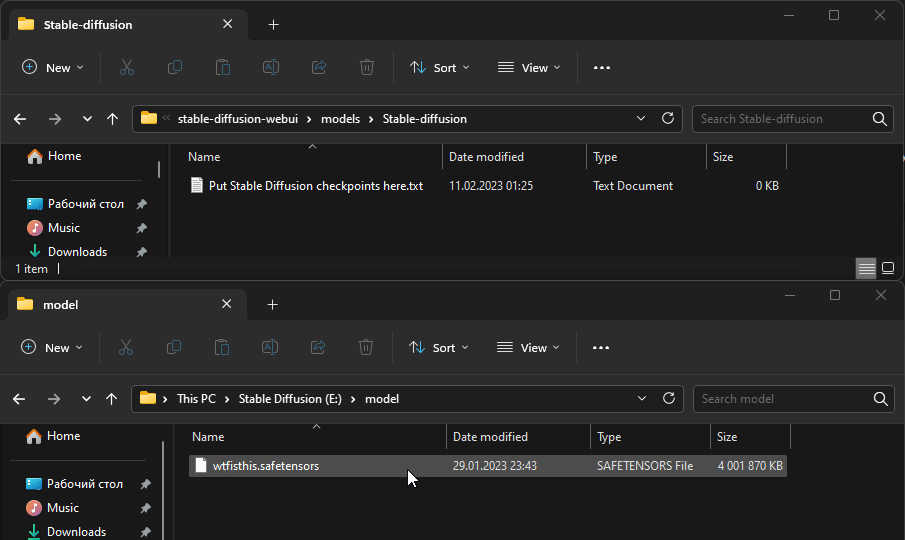 Stable-diffusion
New
Sort
View
stable-diffusion-webui > models > Stable-diffusion
Search Stable-diffusion
Home
Name
Date modified
Type
Size
Put Stable Diffusion checkpoints here.txt
11.02.2023 01:25
Text Document
0 KB
Рабочий стол
Music
Downloads
1 item
model
New
Sort
View
This PC > Stable Diffusion (E:) > model
Search model
Home
Name
Date modified
Type
Size
wtfisthis.safetensors
29.01.2023 23:43
SAFETENSORS File
4 001 870 KB
Рабочий стол
Music
Downloads